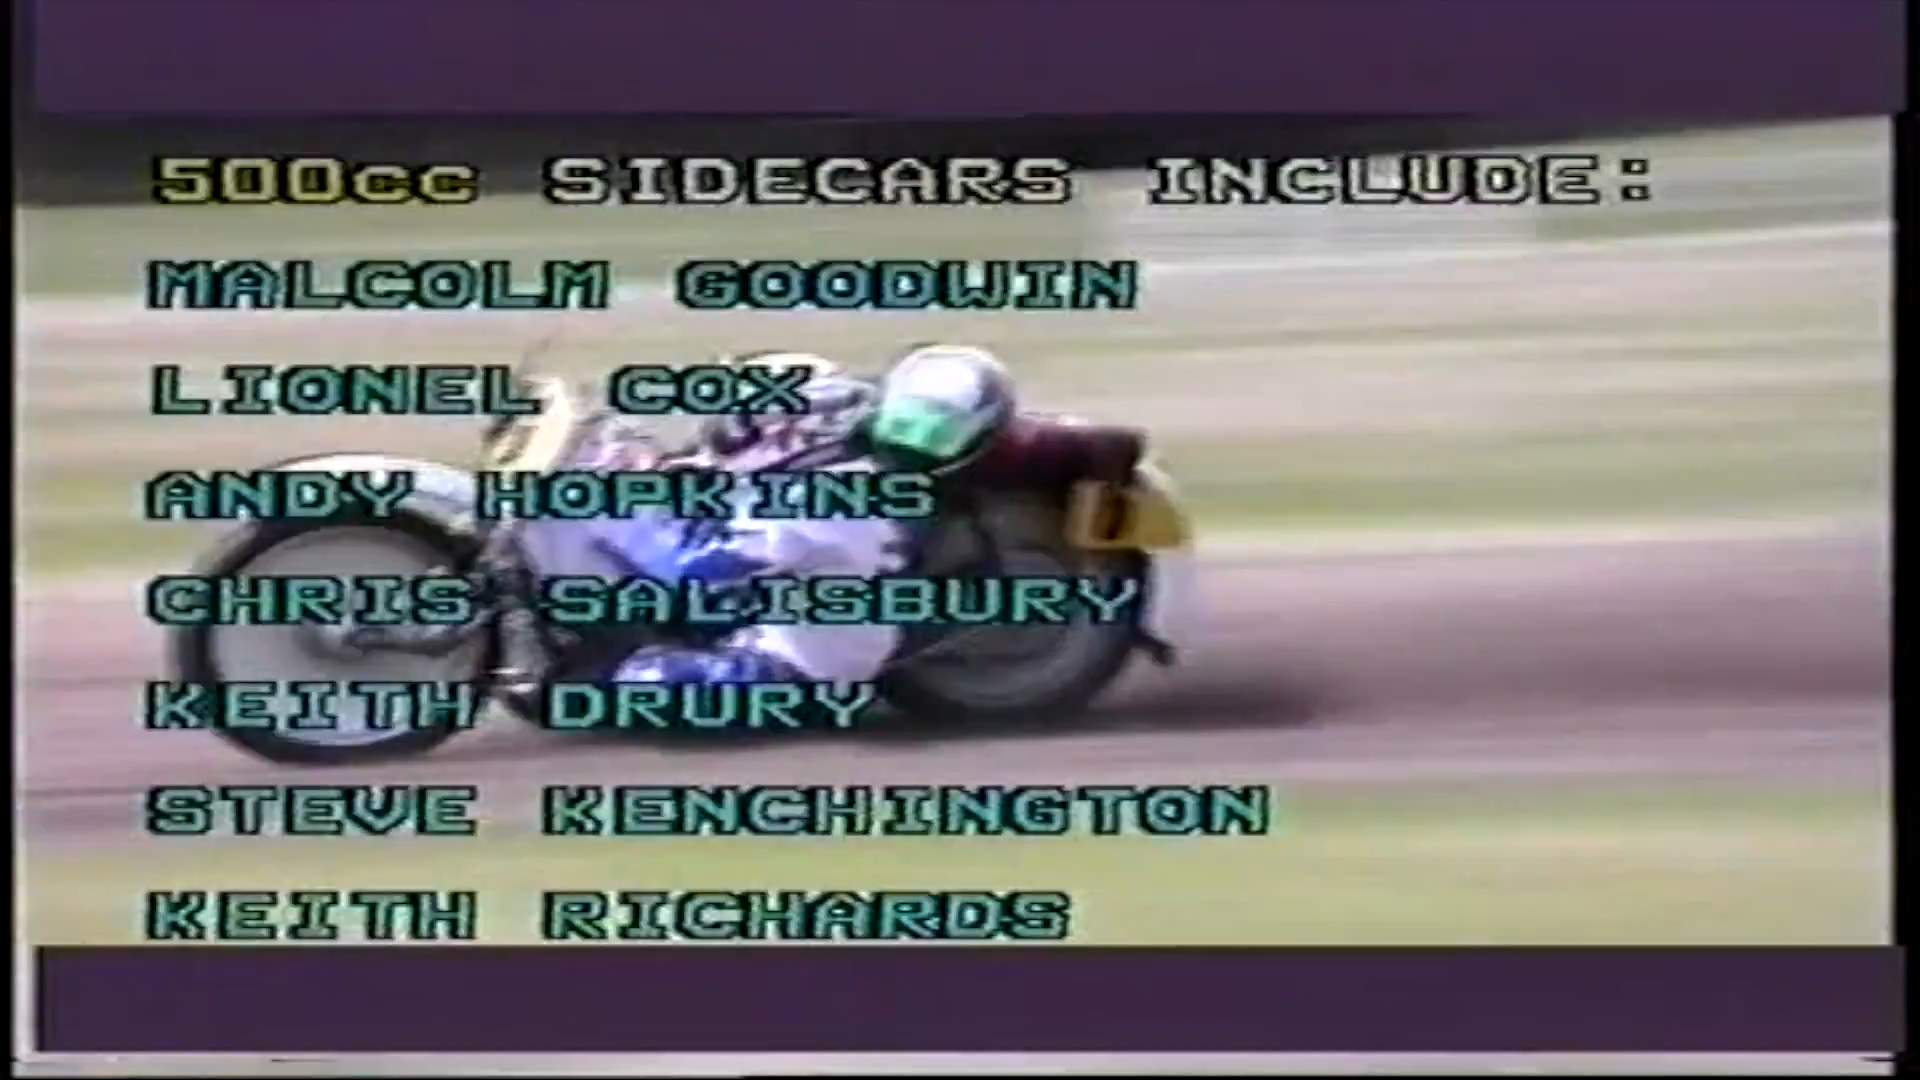 500cc SIDECARS INCLUDE:
MALCOLM GOODWIN
LIONEL COX
ANDY HOPKINS
CHRIS SALISBURY
KEITH DRURY
STEVE KENCHINGTON
KEITH RICHARDS